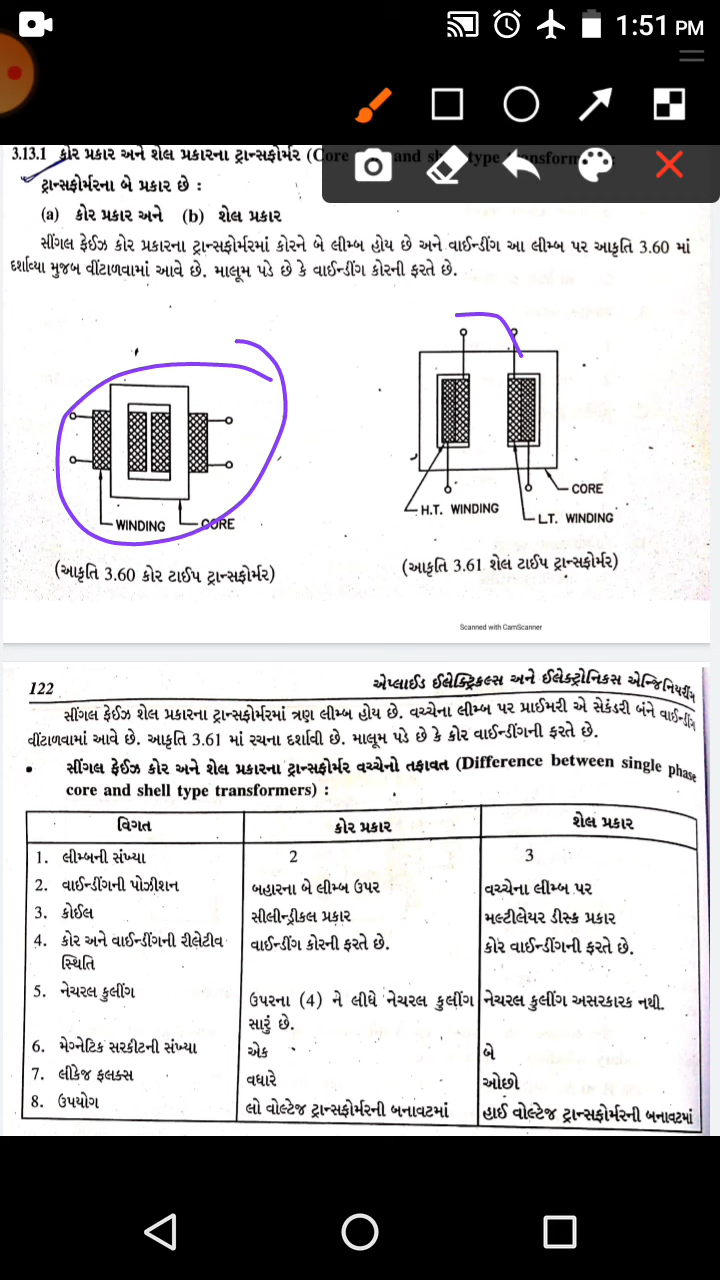 1:51 PM
3.13.1 કોર પ્રકાર અને શેલ પ્રકારના ટ્રાન્સફોર્મર (Core and shell type transform
ટ્રાન્સફોર્મરના બે પ્રકાર છે :
(a) કોર પ્રકાર અને (b) શેલ પ્રકાર
સીંગલ ફેઈઝ કોર પ્રકારના ટ્રાન્સફોર્મરમાં કોરને બે લીમ્બ હોય છે અને વાઈન્ડીંગ આ લીમ્બ પર આકૃતિ 3.60 માં
દર્શાવ્યા મુજબ વીંટાળવામાં આવે છે. માલૂમ પડે છે કે વાઈન્ડીંગ કોરની ફરતે છે.
WINDING CORE
CORE
H.T. WINDING
L.T. WINDING
(આકૃતિ 3.60 કોર ટાઈપ ટ્રાન્સફોર્મર) (આકૃતિ 3.61 શેલ ટાઈપ ટ્રાન્સફોર્મર)
Scanned with CamScanner
122 એપ્લાઈડ ઈલેક્ટ્રિકલ્સ અને ઈલેક્ટ્રોનિકસ એન્જિનિયરીંગ
સીંગલ ફેઈઝ શેલ પ્રકારના ટ્રાન્સફોર્મરમાં ત્રણ લીમ્બ હોય છે. વચ્ચેના લીમ્બ પર પ્રાઈમરી એ સેકંડરી બંને વાઈન્ડીંગ
વીંટાળવામાં આવે છે. આકૃતિ 3.61 માં રચના દર્શાવી છે. માલૂમ પડે છે કે કોર વાઈન્ડીંગની ફરતે છે.
• સીંગલ ફેઈઝ કોર અને શેલ પ્રકારના ટ્રાન્સફોર્મર વચ્ચેનો તફાવત (Difference between single phase
core and shell type transformers) :
વિગત કોર પ્રકાર શેલ પ્રકાર
1. લીમ્બની સંખ્યા 2 3
2. વાઈન્ડીંગની પોઝીશન બહારના બે લીમ્બ ઉપર વચ્ચેના લીમ્બ પર
3. કોઈલ સીલીન્ડ્રીકલ પ્રકાર મલ્ટીલેયર ડીસ્ક પ્રકાર
4. કોર અને વાઈન્ડીંગની રીલેટીવ વાઈન્ડીંગ કોરની ફરતે છે. કોર વાઈન્ડીંગની ફરતે છે.
સ્થિતિ
5. નેચરલ કુલીંગ ઉપરના (4) ને લીધે નેચરલ કુલીંગ નેચરલ કુલીંગ અસરકારક નથી.
સારું છે.
6. મેગ્નેટિક સરકીટની સંખ્યા એક બે
7. લીકેજ ફલક્સ વધારે ઓછો
8. ઉપયોગ લો વોલ્ટેજ ટ્રાન્સફોર્મરની બનાવટમાં હાઈ વોલ્ટેજ ટ્રાન્સફોર્મરની બનાવટમાં